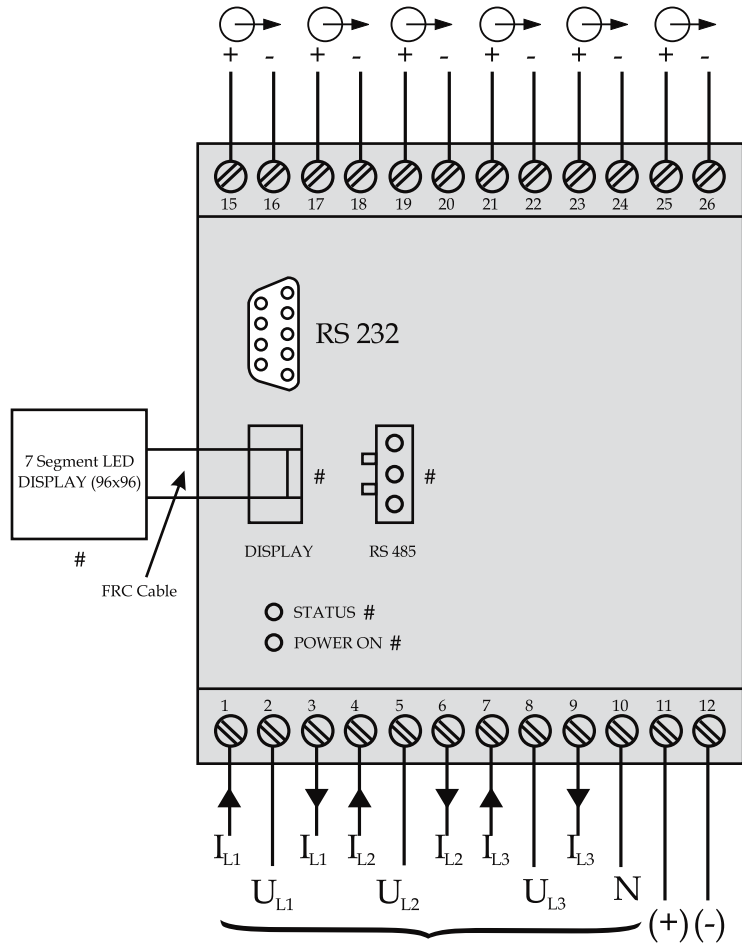 + - + - + - + - + - + -
15 16 17 18 19 20 21 22 23 24 25 26
RS 232
7 Segment LED
DISPLAY (96x96)
#
FRC Cable
#
DISPLAY
#
RS 485
STATUS #
POWER ON #
1 2 3 4 5 6 7 8 9 10 11 12
IL1 IL1 IL2 IL2 IL3 IL3
UL1 UL2 UL3 N
(+) (-)